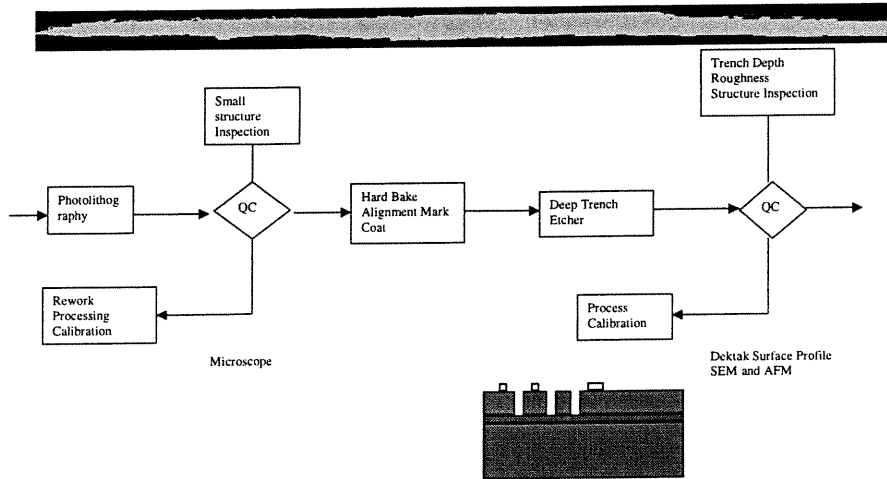 Trench Depth
Roughness
Structure Inspection
Small
structure
Inspection
Photolithog
raphy
QC
Hard Bake
Alignment Mark
Coat
Deep Trench
Etcher
QC
Rework
Processing
Calibration
Process
Calibration
Microscope
Dektak Surface Profile
SEM and AFM